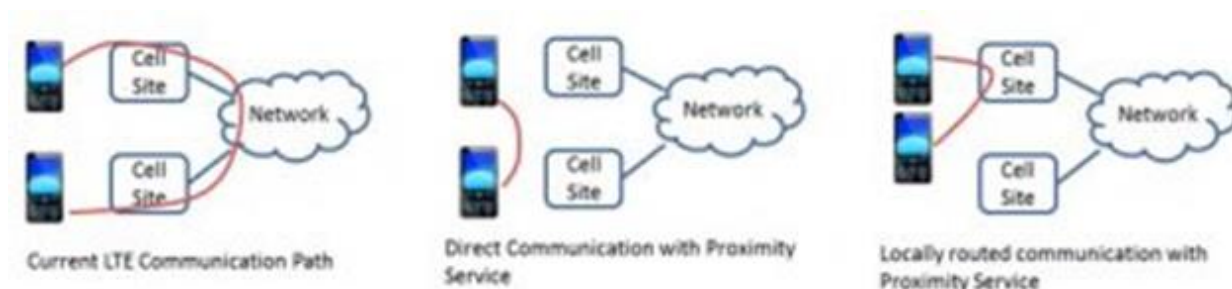 Cell
Site
Network
Cell
Site
Current LTE Communication Path
Cell
Site
Network
Cell
Site
Direct Communication with Proximity
Service
Cell
Site
Network
Cell
Site
Locally routed communication with
Proximity Service